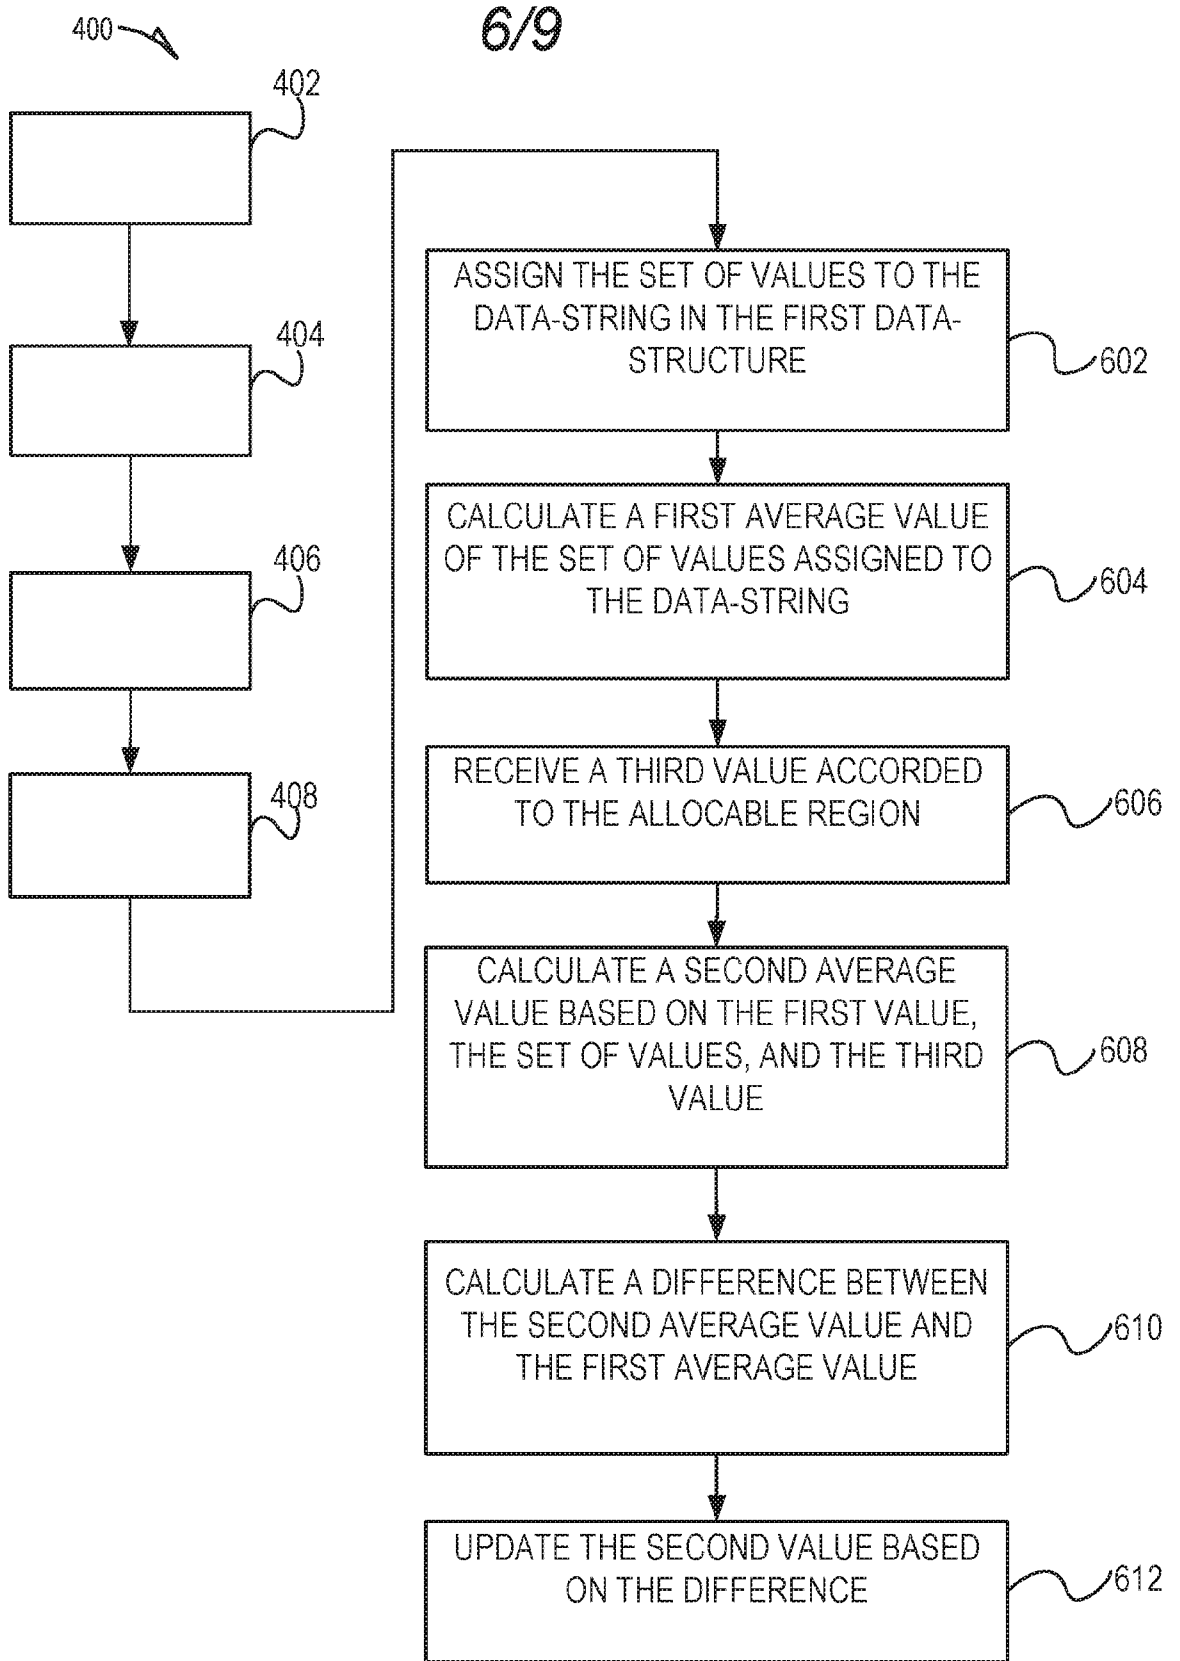 400
6/9
402
404
406
408
ASSIGN THE SET OF VALUES TO THE
DATA-STRING IN THE FIRST DATA-
STRUCTURE
602
CALCULATE A FIRST AVERAGE VALUE
OF THE SET OF VALUES ASSIGNED TO
THE DATA-STRING
604
RECEIVE A THIRD VALUE ACCORDED
TO THE ALLOCABLE REGION
606
CALCULATE A SECOND AVERAGE
VALUE BASED ON THE FIRST VALUE,
THE SET OF VALUES, AND THE THIRD
VALUE
608
CALCULATE A DIFFERENCE BETWEEN
THE SECOND AVERAGE VALUE AND
THE FIRST AVERAGE VALUE
610
UPDATE THE SECOND VALUE BASED
ON THE DIFFERENCE
612